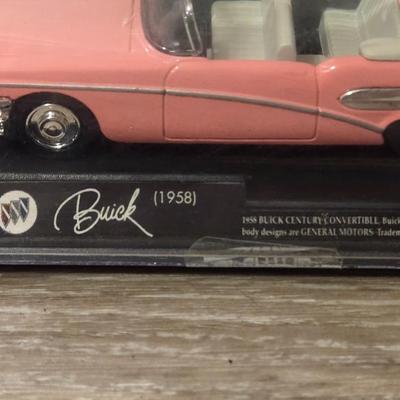 Buick (1958)
1958 BUICK CENTURY CONVERTIBLE. Buick
body designs are GENERAL MOTORS Tradem